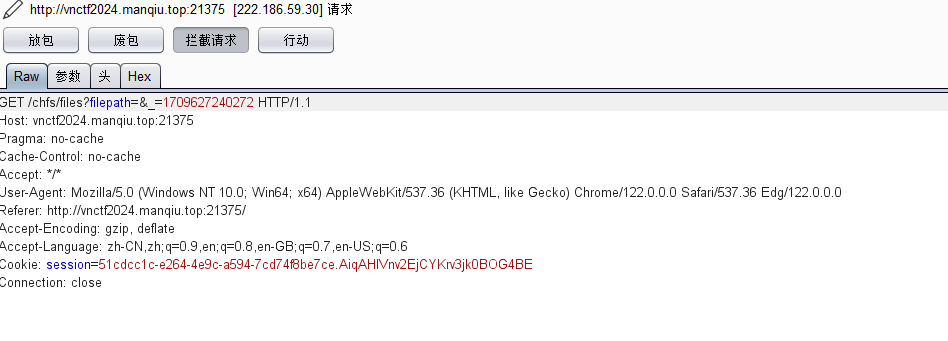 http://vnctf2024.manqiu.top:21375 [222.186.59.30] 请求
放包 废包 拦截请求 行动
Raw 参数 头 Hex
GET /chfs/files?filepath=&_=1709627240272 HTTP/1.1
Host: vnctf2024.manqiu.top:21375
Pragma: no-cache
Cache-Control: no-cache
Accept: */*
User-Agent: Mozilla/5.0 (Windows NT 10.0; Win64; x64) AppleWebKit/537.36 (KHTML, like Gecko) Chrome/122.0.0.0 Safari/537.36 Edg/122.0.0.0
Referer: http://vnctf2024.manqiu.top:21375/
Accept-Encoding: gzip, deflate
Accept-Language: zh-CN,zh;q=0.9,en;q=0.8,en-GB;q=0.7,en-US;q=0.6
Cookie: session=51cdcc1c-e264-4e9c-a594-7cd74f8be7ce.AiqAHIVnv2EjCYKrv3jk0BOG4BE
Connection: close